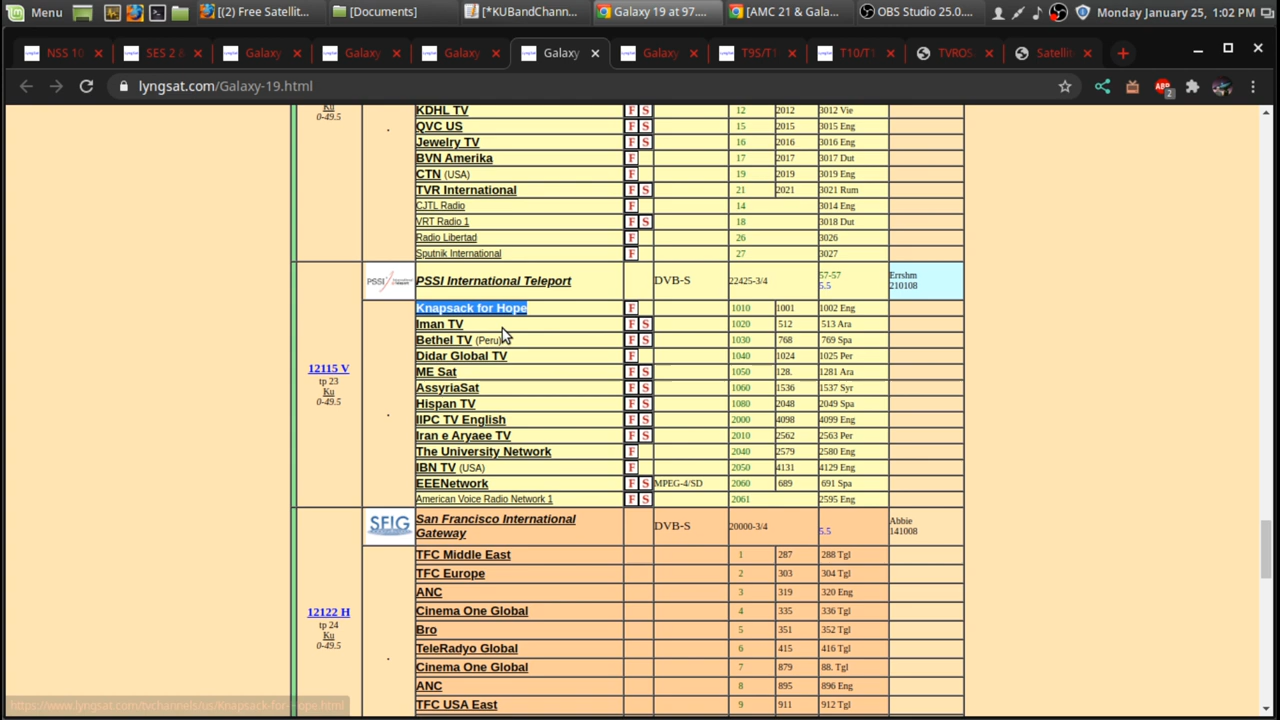 Menu
[(2) Free Satellit...
[Documents]
[*KUBandCha...
Galaxy 19 at 97....
[AMC 21 & Gala...
OBS Studio 25.0....
Monday January 25, 1:02 PM
NSS 10
SES 2 &
Galaxy
Galaxy
Galaxy
Galaxy
Galaxy
T9S/T1
T10/T1
TVROS
Satellit
lyngsat.com/Galaxy-19.html
ABP
2
Ku
0-49.5
KDHL TV F S 12 2012 3012 Vie
QVC US F S 15 2015 3015 Eng
Jewelry TV F S 16 2016 3016 Eng
BVN Amerika F 17 2017 3017 Dut
CTN (USA) F 19 2019 3019 Eng
TVR International F S 21 2021 3021 Rum
CJTL Radio F 14 3014 Eng
VRT Radio 1 F S 18 3018 Dut
Radio Libertad F 26 3026
Sputnik International F 27 3027
12115 V
tp 23
Ku
0-49.5
PSSI PSSI International Teleport DVB-S 22425-3/4 57-57 Errshm
5.5 210108
Knapsack for Hope F 1010 1001 1002 Eng
Iman TV F S 1020 512 513 Ara
Bethel TV (Peru) F S 1030 768 769 Spa
Didar Global TV F 1040 1024 1025 Per
ME Sat F S 1050 128. 1281 Ara
AssyriaSat F S 1060 1536 1537 Syr
Hispan TV F S 1080 2048 2049 Spa
IIPC TV English F S 2000 4098 4099 Eng
Iran e Aryaee TV F S 2010 2562 2563 Per
The University Network F 2040 2579 2580 Eng
IBN TV (USA) F 2050 4131 4129 Eng
EEENetwork F S MPEG-4/SD 2060 689 691 Spa
American Voice Radio Network 1 F S 2061 2595 Eng
12122 H
tp 24
Ku
0-49.5
SFIG San Francisco International DVB-S 20000-3/4 Abbie
Gateway 5.5 141008
TFC Middle East 1 287 288 Tgl
TFC Europe 2 303 304 Tgl
ANC 3 319 320 Eng
Cinema One Global 4 335 336 Tgl
Bro 5 351 352 Tgl
TeleRadyo Global 6 415 416 Tgl
Cinema One Global 7 879 88. Tgl
ANC 8 895 896 Eng
TFC USA East 9 911 912 Tgl
https://www.lyngsat.com/tvchannels/us/Knapsack-for-Hope.html